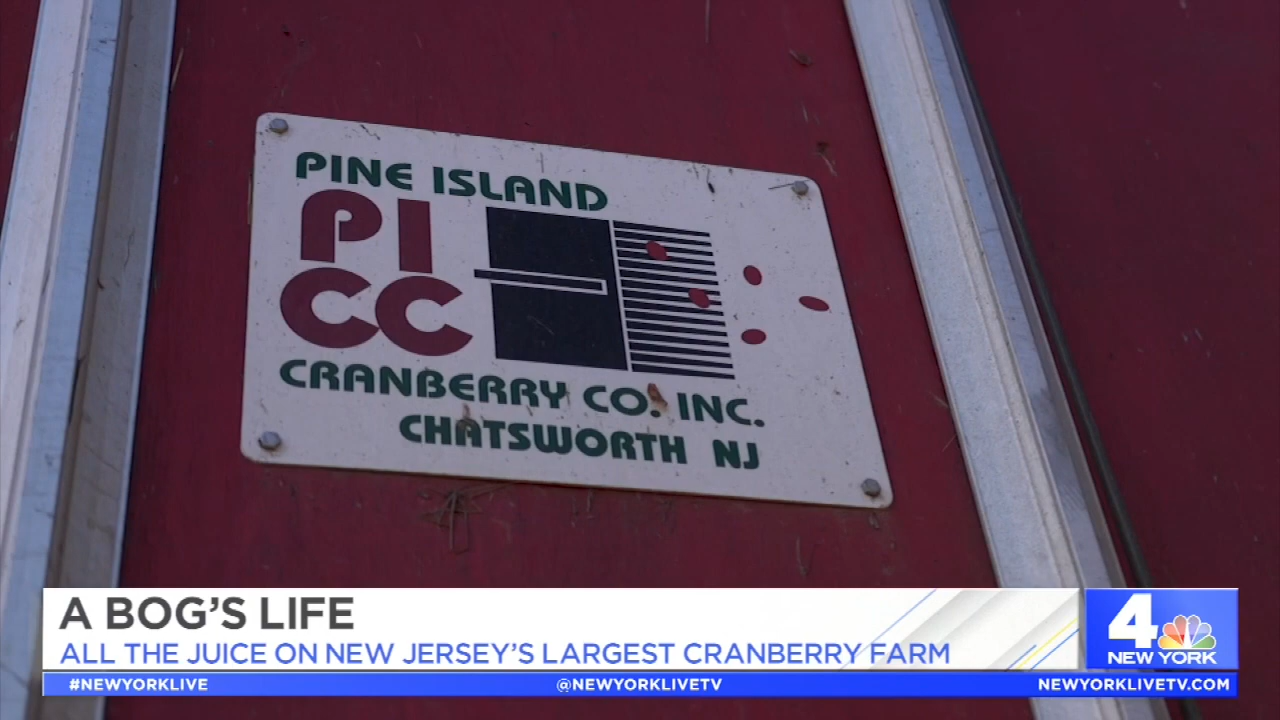 PINE ISLAND
PI
CC
CRANBERRY CO. INC.
CHATSWORTH NJ
A BOG'S LIFE
ALL THE JUICE ON NEW JERSEY'S LARGEST CRANBERRY FARM
4
NEW YORK
#NEWYORKLIVE
@NEWYORKLIVETV
NEWYORKLIVETV.COM